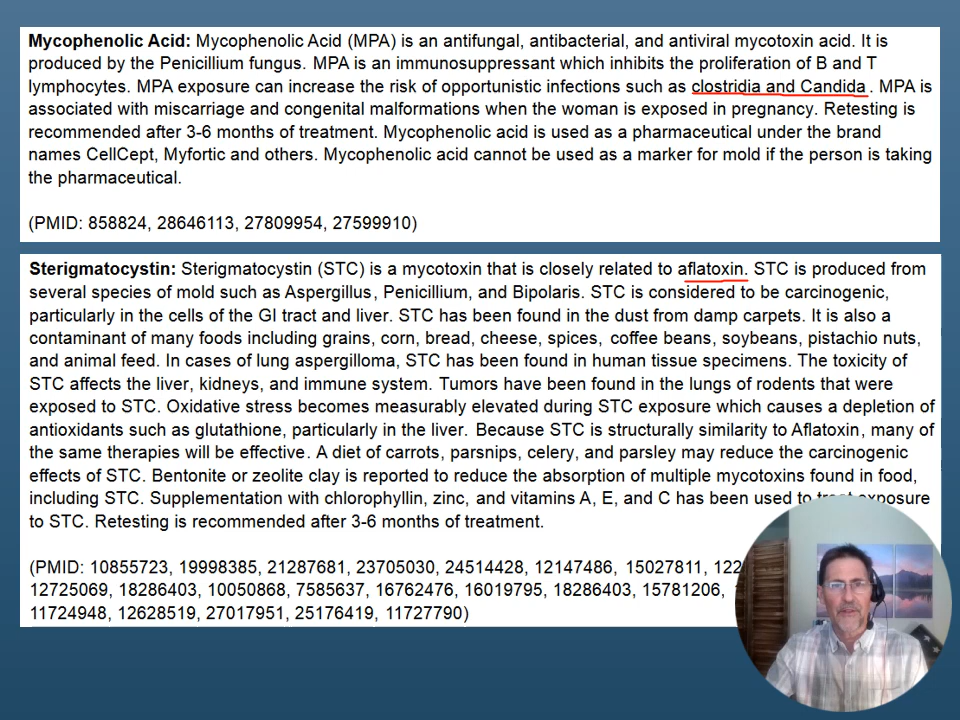 Mycophenolic Acid: Mycophenolic Acid (MPA) is an antifungal, antibacterial, and antiviral mycotoxin acid. It is
produced by the Penicillium fungus. MPA is an immunosuppressant which inhibits the proliferation of B and T
lymphocytes. MPA exposure can increase the risk of opportunistic infections such as clostridia and Candida . MPA is
associated with miscarriage and congenital malformations when the woman is exposed in pregnancy. Retesting is
recommended after 3-6 months of treatment. Mycophenolic acid is used as a pharmaceutical under the brand
names CellCept, Myfortic and others. Mycophenolic acid cannot be used as a marker for mold if the person is taking
the pharmaceutical.
(PMID: 858824, 28646113, 27809954, 27599910)
Sterigmatocystin: Sterigmatocystin (STC) is a mycotoxin that is closely related to aflatoxin. STC is produced from
several species of mold such as Aspergillus, Penicillium, and Bipolaris. STC is considered to be carcinogenic,
particularly in the cells of the GI tract and liver. STC has been found in the dust from damp carpets. It is also a
contaminant of many foods including grains, corn, bread, cheese, spices, coffee beans, soybeans, pistachio nuts,
and animal feed. In cases of lung aspergilloma, STC has been found in human tissue specimens. The toxicity of
STC affects the liver, kidneys, and immune system. Tumors have been found in the lungs of rodents that were
exposed to STC. Oxidative stress becomes measurably elevated during STC exposure which causes a depletion of
antioxidants such as glutathione, particularly in the liver. Because STC is structurally similarity to Aflatoxin, many of
the same therapies will be effective. A diet of carrots, parsnips, celery, and parsley may reduce the carcinogenic
effects of STC. Bentonite or zeolite clay is reported to reduce the absorption of multiple mycotoxins found in food,
including STC. Supplementation with chlorophyllin, zinc, and vitamins A, E, and C has been used to treat exposure
to STC. Retesting is recommended after 3-6 months of treatment.
(PMID: 10855723, 19998385, 21287681, 23705030, 24514428, 12147486, 15027811,
12725069, 18286403, 10050868, 7585637, 16762476, 16019795, 18286403, 15781206,
11724948, 12628519, 27017951, 25176419, 11727790)